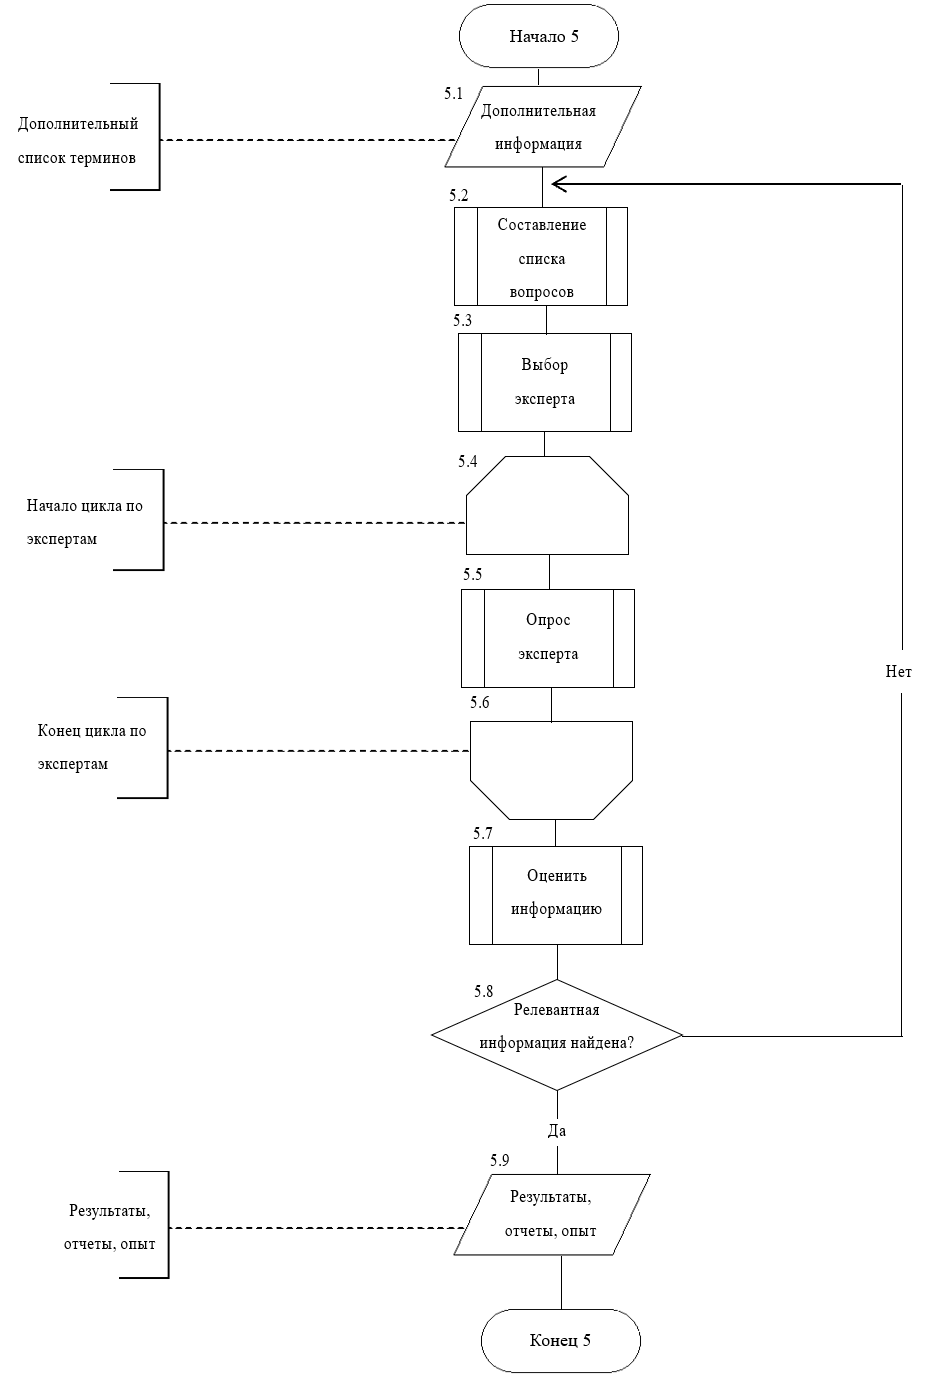 Начало 5
5.1
Дополнительная
информация
Дополнительный
список терминов
5.2
Составление
списка
вопросов
5.3
Выбор
эксперта
5.4
Начало цикла по
экспертам
5.5
Опрос
эксперта
Нет
5.6
Конец цикла по
экспертам
5.7
Оценить
информацию
5.8
Релевантная
информация найдена?
Да
5.9
Результаты,
отчеты, опыт
Результаты,
отчеты, опыт
Конец 5